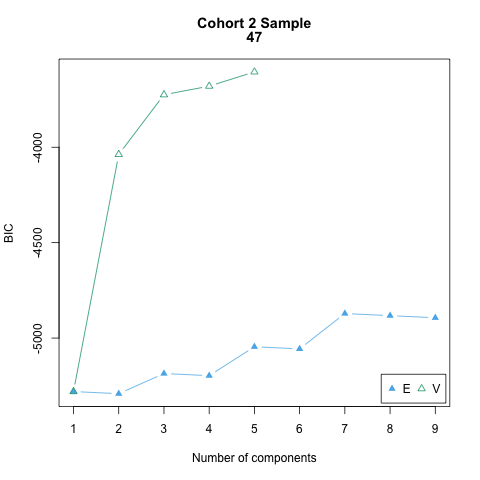 Cohort 2 Sample
47
BIC
-4000
-4500
-5000
E V
1 2 3 4 5 6 7 8 9
Number of components